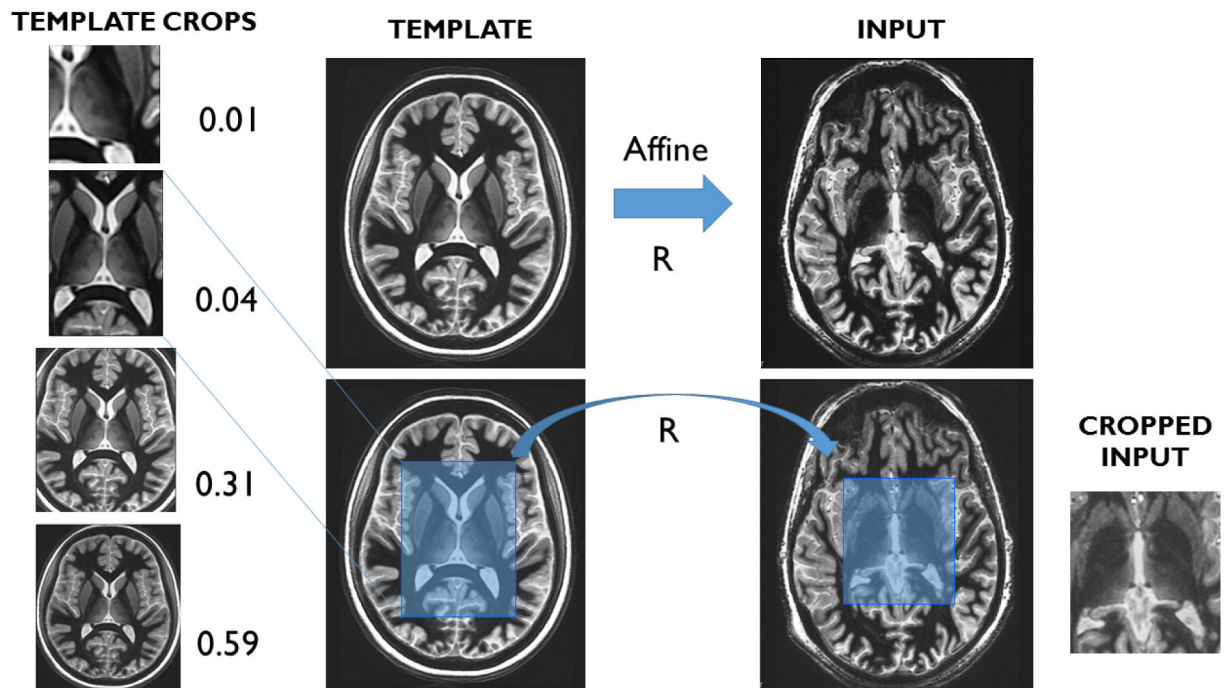 TEMPLATE CROPS
0.01
0.04
0.31
0.59
TEMPLATE
Affine
R
INPUT
R
CROPPED
INPUT